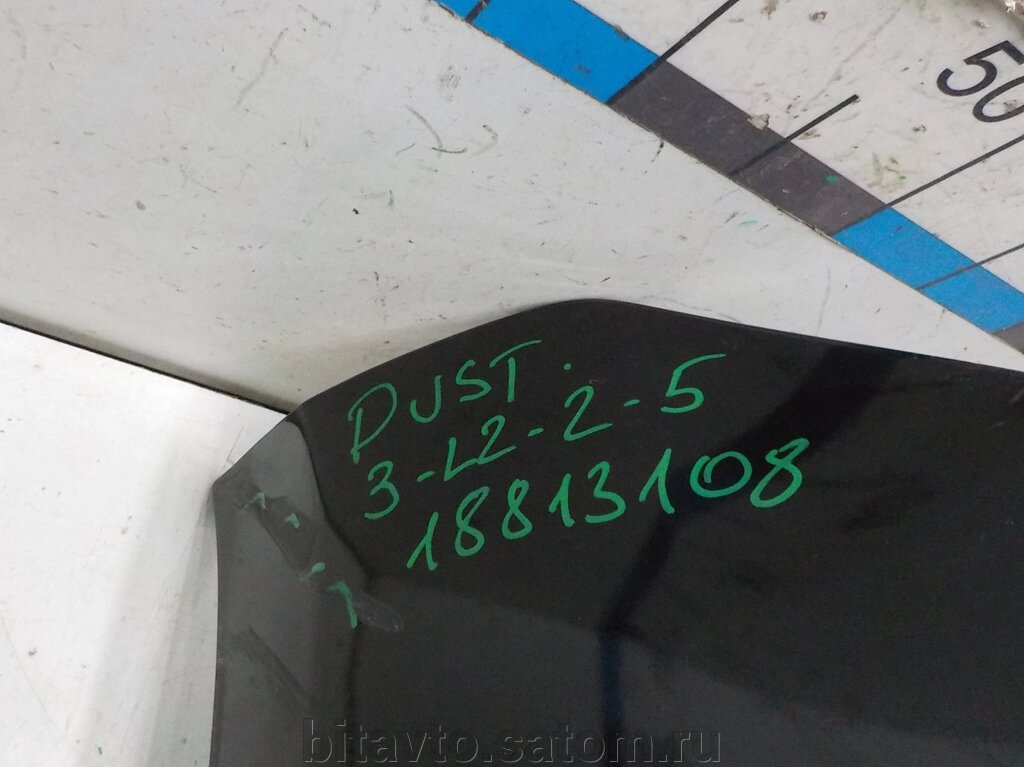 50
DUST.
3-L2-2-5
18813108
bitavto.satom.ru